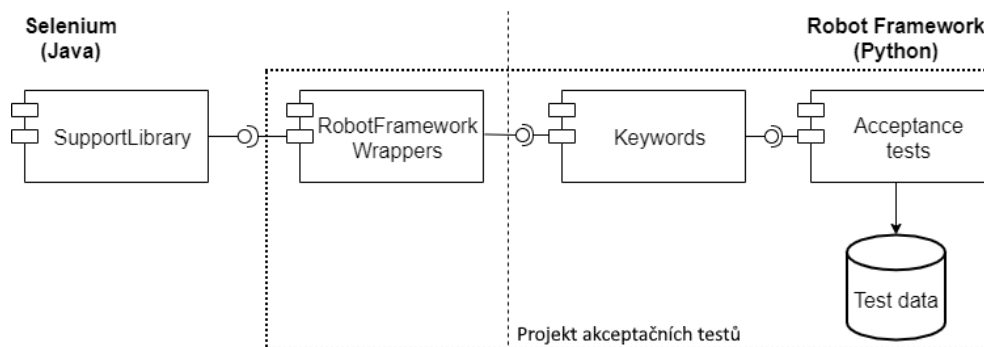 Selenium
(Java)
Robot Framework
(Python)
SupportLibrary
RobotFramework
Wrappers
Keywords
Acceptance
tests
Test data
Projekt akceptačních testů